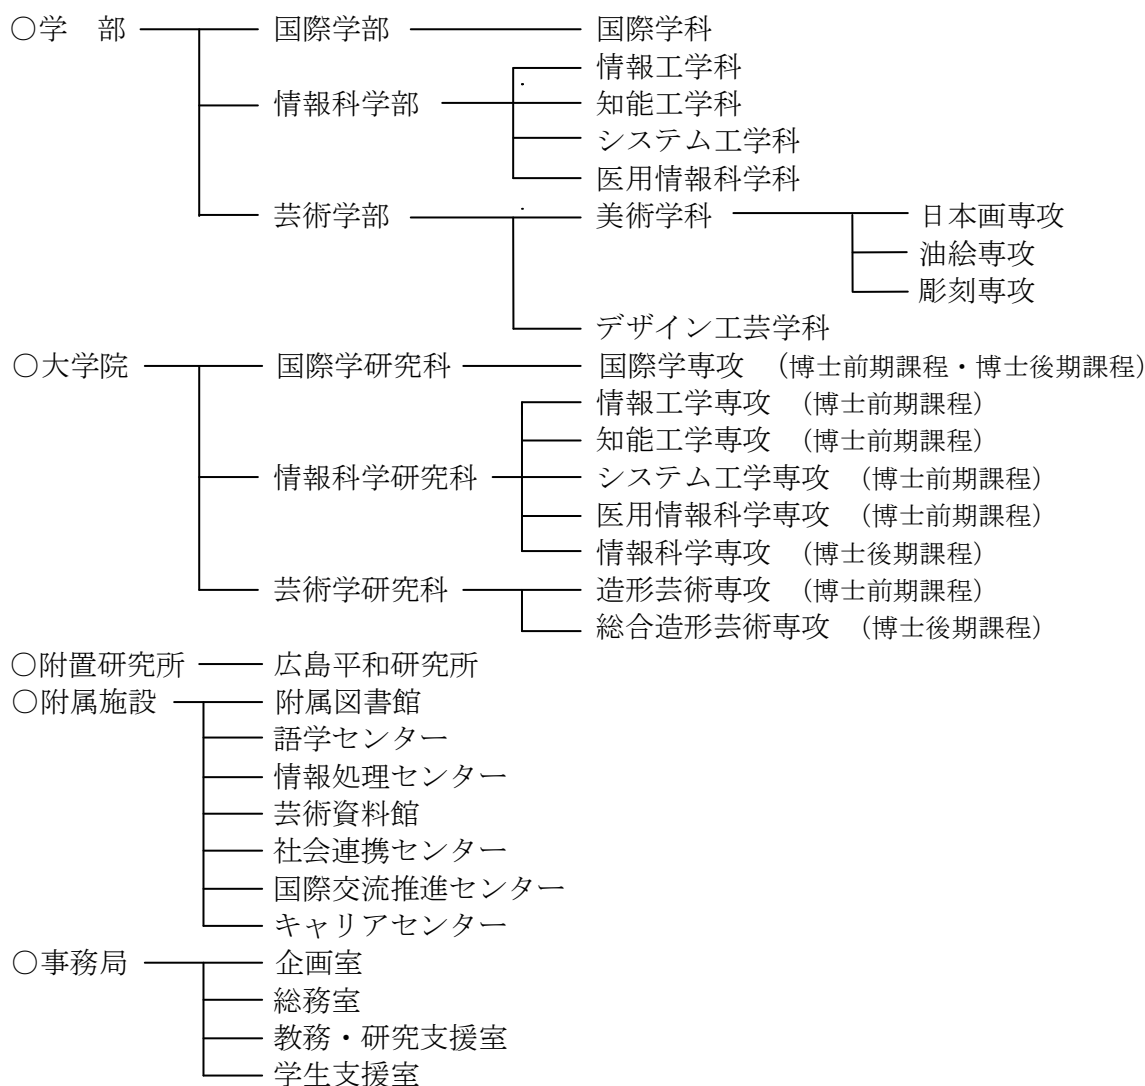 ○学　部 国際学部 国際学科
情報工学科
情報科学部 知能工学科
システム工学科
医用情報科学科
芸術学部 美術学科 日本画専攻
油絵専攻
彫刻専攻
デザイン工芸学科
○大学院 国際学研究科 国際学専攻 （博士前期課程・博士後期課程）
情報工学専攻 （博士前期課程）
知能工学専攻 （博士前期課程）
情報科学研究科 システム工学専攻 （博士前期課程）
医用情報科学専攻 （博士前期課程）
情報科学専攻 （博士後期課程）
芸術学研究科 造形芸術専攻 （博士前期課程）
総合造形芸術専攻 （博士後期課程）
○附置研究所 広島平和研究所
○附属施設 附属図書館
語学センター
情報処理センター
芸術資料館
社会連携センター
国際交流推進センター
キャリアセンター
○事務局 企画室
総務室
教務・研究支援室
学生支援室